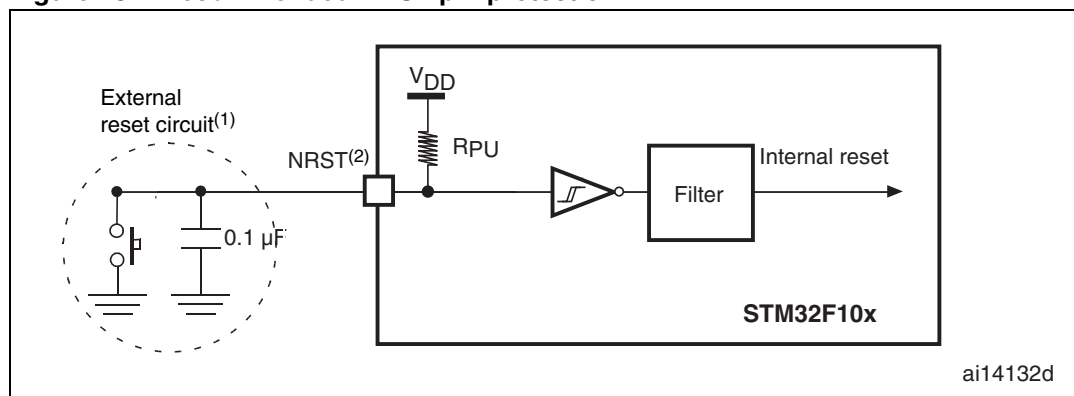 External
reset circuit(1)
VDD
RPU
NRST(2)
Internal reset
Filter
0.1 µF
STM32F10x
ai14132d